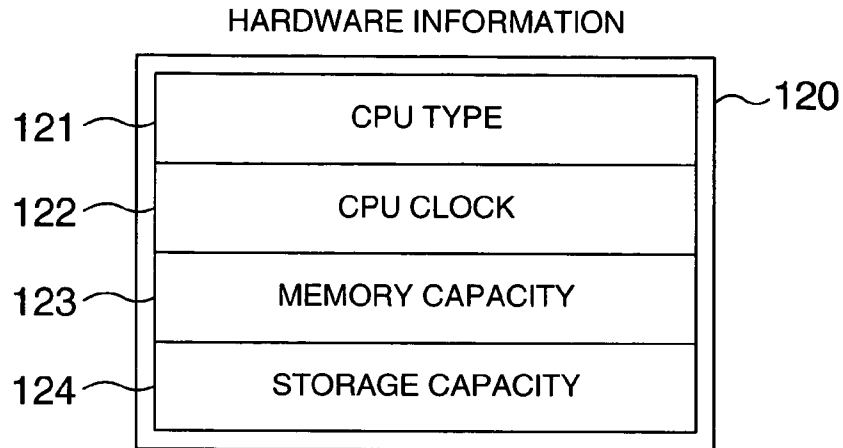 HARDWARE INFORMATION
120
121 CPU TYPE
122 CPU CLOCK
123 MEMORY CAPACITY
124 STORAGE CAPACITY